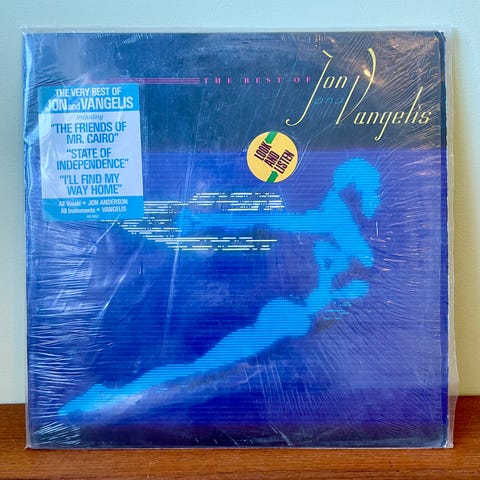 THE BEST OF
Jon
and
Vangelis
THE VERY BEST OF
JON and VANGELIS
Including
"THE FRIENDS OF
MR. CAIRO"
"STATE OF
INDEPENDENCE"
"I'LL FIND MY
WAY HOME"
All Vocals • JON ANDERSON
All Instruments • VANGELIS
LOOK
AND
LISTEN